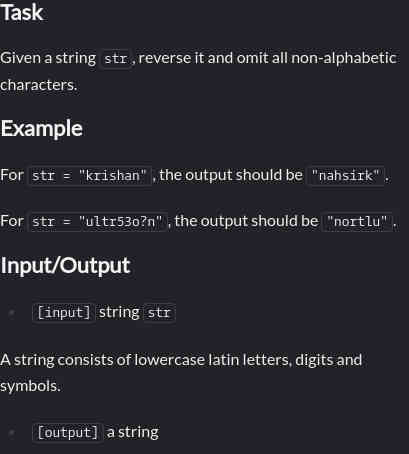 Task
Given a string str, reverse it and omit all non-alphabetic
characters.
Example
For str = "krishan", the output should be "nahsirk".
For str = "ultr53o?n", the output should be "nortlu".
Input/Output
[input] string str
A string consists of lowercase latin letters, digits and
symbols.
[output] a string